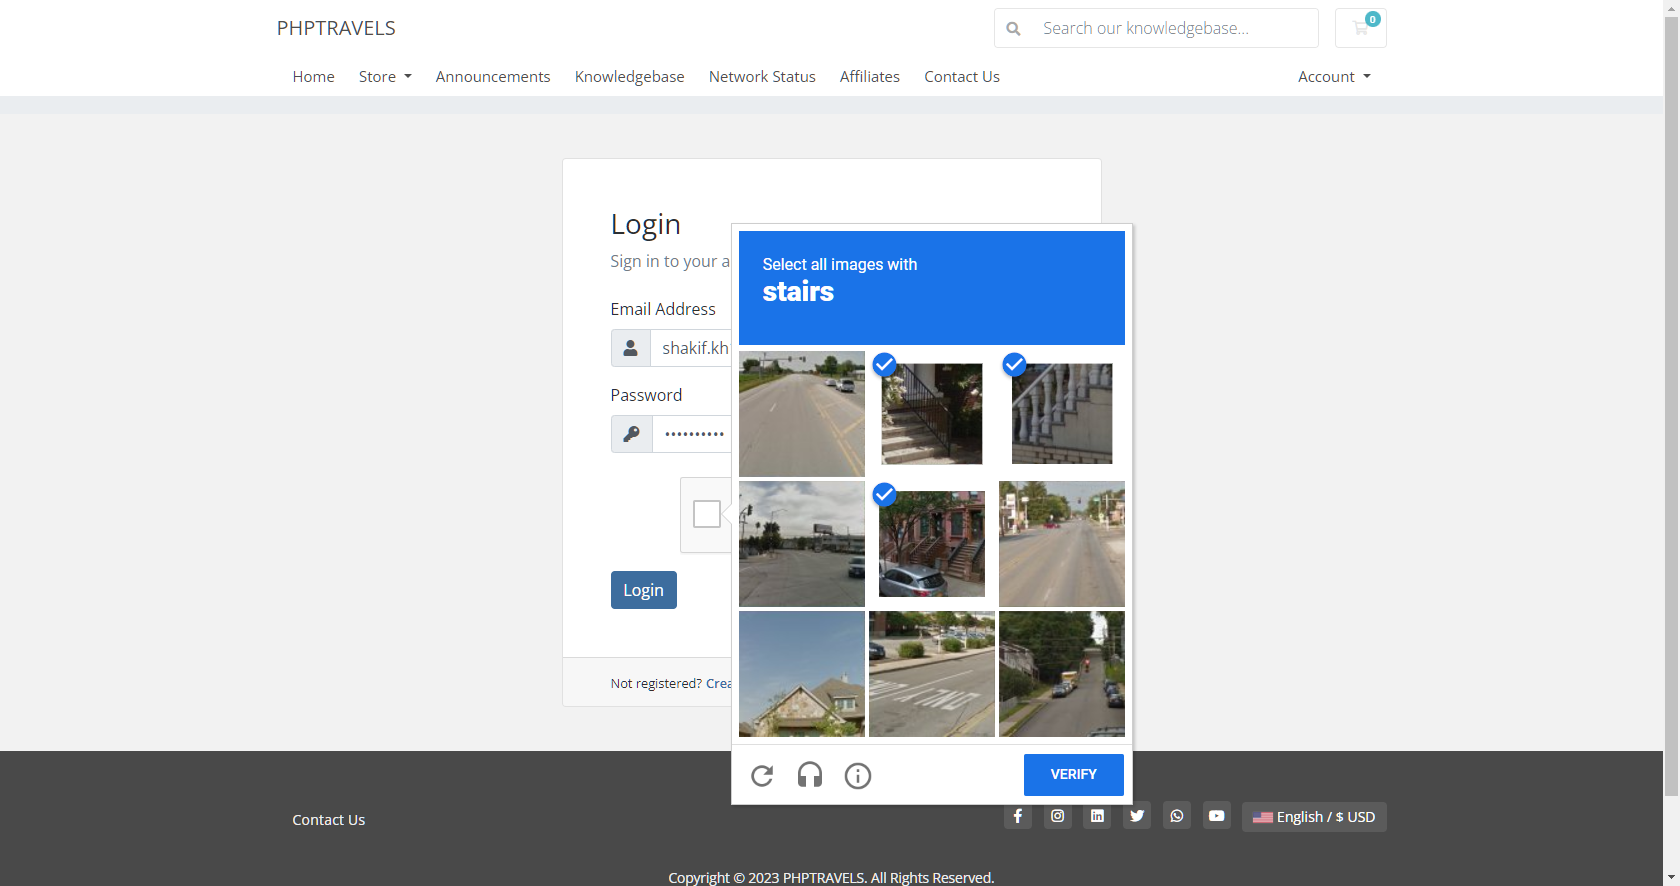 PHPTRAVELS
Search our knowledgebase...
0
Home Store Announcements Knowledgebase Network Status Affiliates Contact Us Account
Login
Sign in to your a
Email Address
shakif.kh
Password
Login
Not registered? Crea
Select all images with
stairs
ONLY
VERIFY
Contact Us
English / $ USD
Copyright © 2023 PHPTRAVELS. All Rights Reserved.